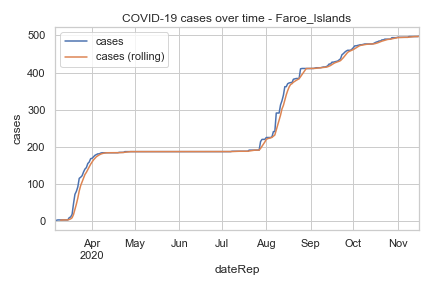 COVID-19 cases over time - Faroe_Islands
cases
cases (rolling)
cases
500
400
300
200
100
0
Apr May Jun Jul Aug Sep Oct Nov
2020
dateRep